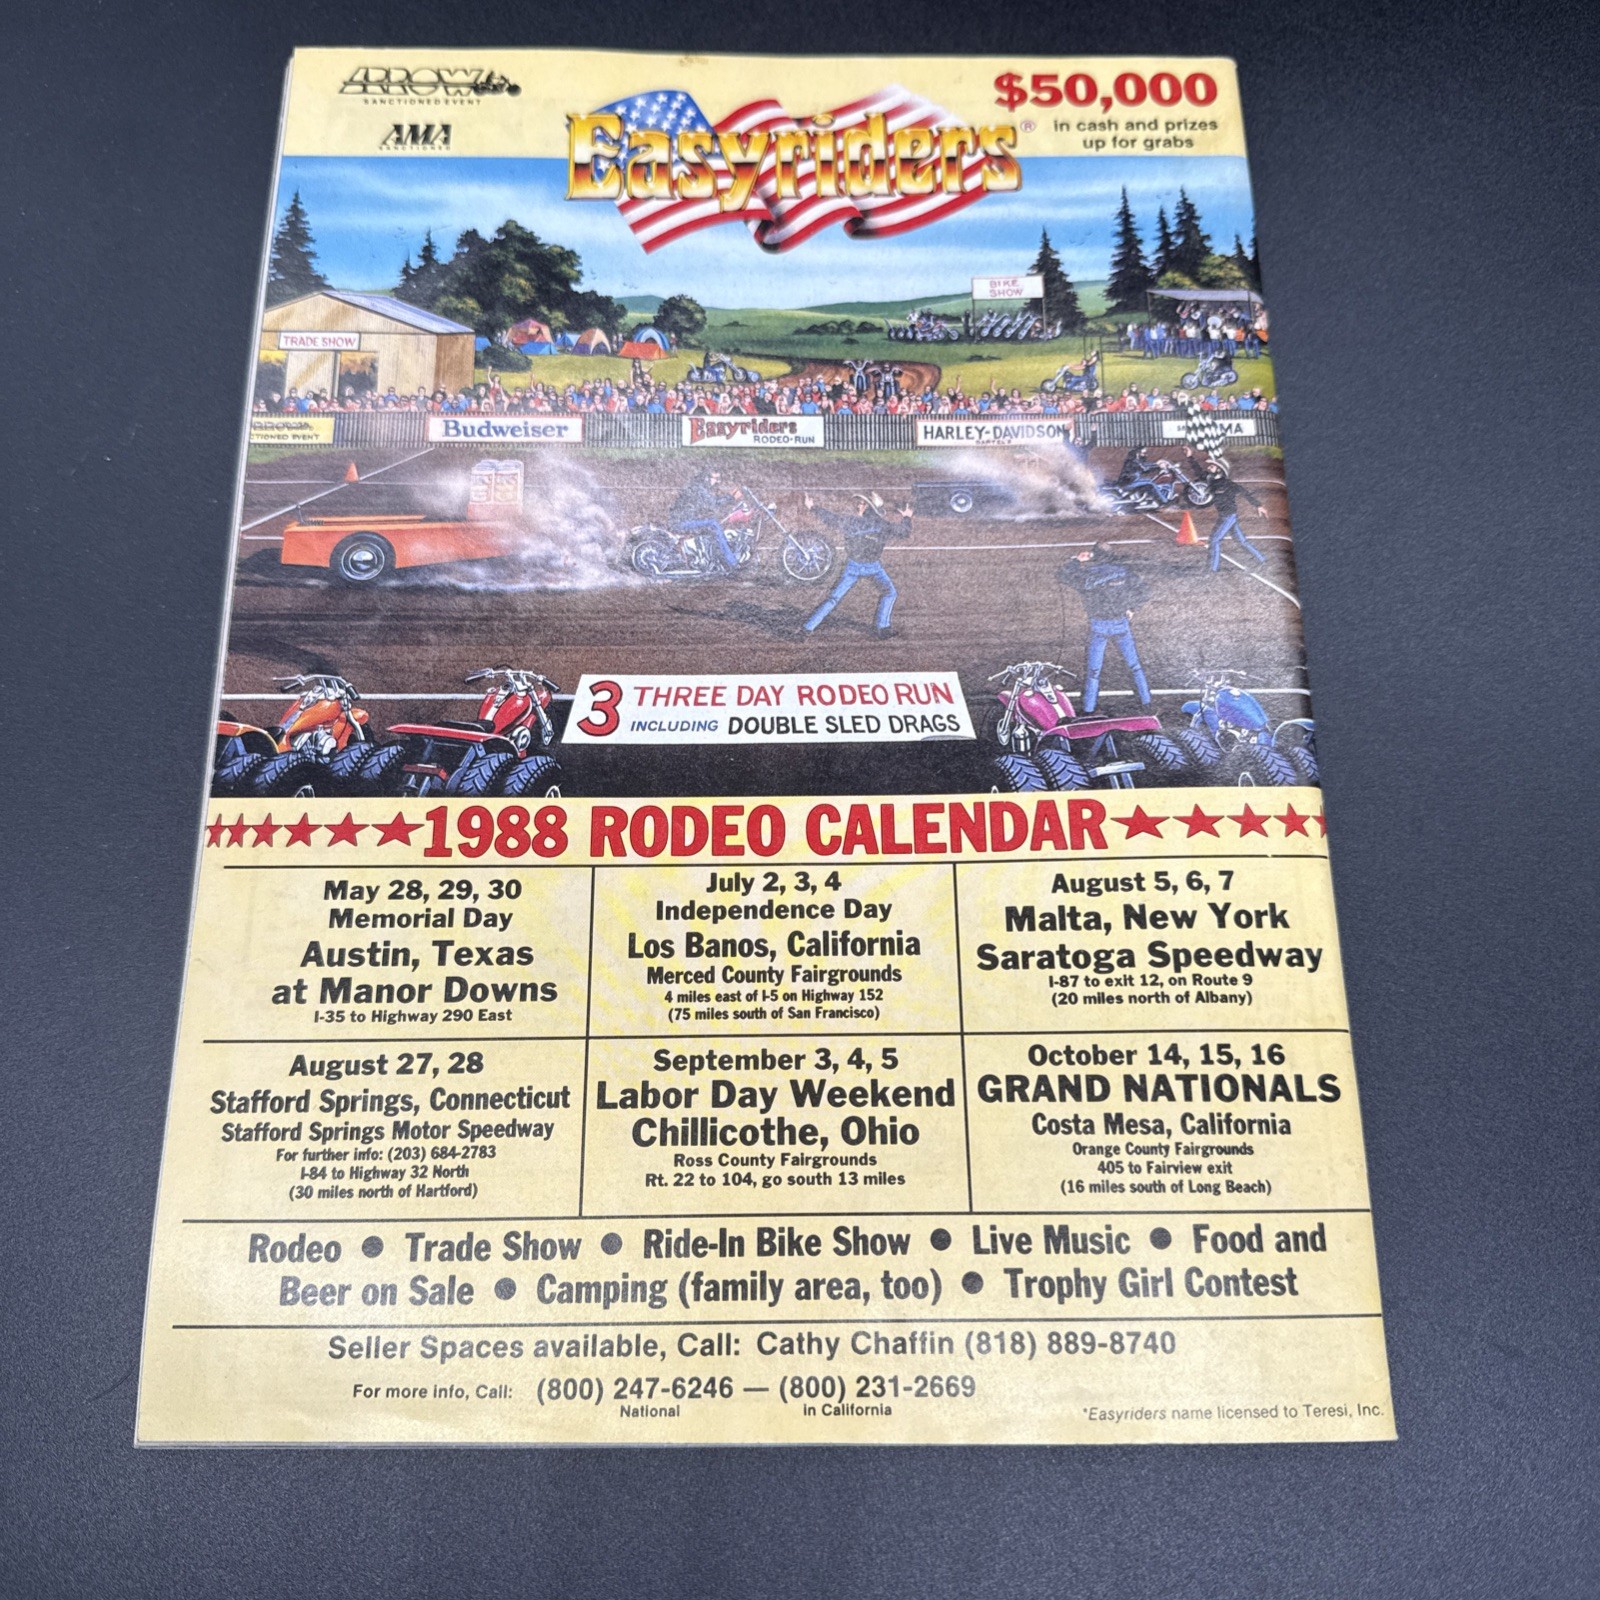 ARROW
SANCTIONED EVENT
AMA
SANCTIONED
Easyriders®
$50,000
in cash and prizes
up for grabs
BIKE
SHOW
TRADE SHOW
ARROW
CTIONED EVENT
Budweiser
Easyriders
RODEO-RUN
HARLEY-DAVIDSON
MA
3 THREE DAY RODEO RUN
INCLUDING DOUBLE SLED DRAGS
1988 RODEO CALENDAR
May 28, 29, 30
Memorial Day
Austin, Texas
at Manor Downs
I-35 to Highway 290 East
July 2, 3, 4
Independence Day
Los Banos, California
Merced County Fairgrounds
4 miles east of I-5 on Highway 152
(75 miles south of San Francisco)
August 5, 6, 7
Malta, New York
Saratoga Speedway
I-87 to exit 12, on Route 9
(20 miles north of Albany)
August 27, 28
Stafford Springs, Connecticut
Stafford Springs Motor Speedway
For further info: (203) 684-2783
I-84 to Highway 32 North
(30 miles north of Hartford)
September 3, 4, 5
Labor Day Weekend
Chillicothe, Ohio
Ross County Fairgrounds
Rt. 22 to 104, go south 13 miles
October 14, 15, 16
GRAND NATIONALS
Costa Mesa, California
Orange County Fairgrounds
405 to Fairview exit
(16 miles south of Long Beach)
Rodeo • Trade Show • Ride-In Bike Show • Live Music • Food and
Beer on Sale • Camping (family area, too) • Trophy Girl Contest
Seller Spaces available, Call: Cathy Chaffin (818) 889-8740
For more info, Call: (800) 247-6246 — (800) 231-2669
National in California
*Easyriders name licensed to Teresi, Inc.